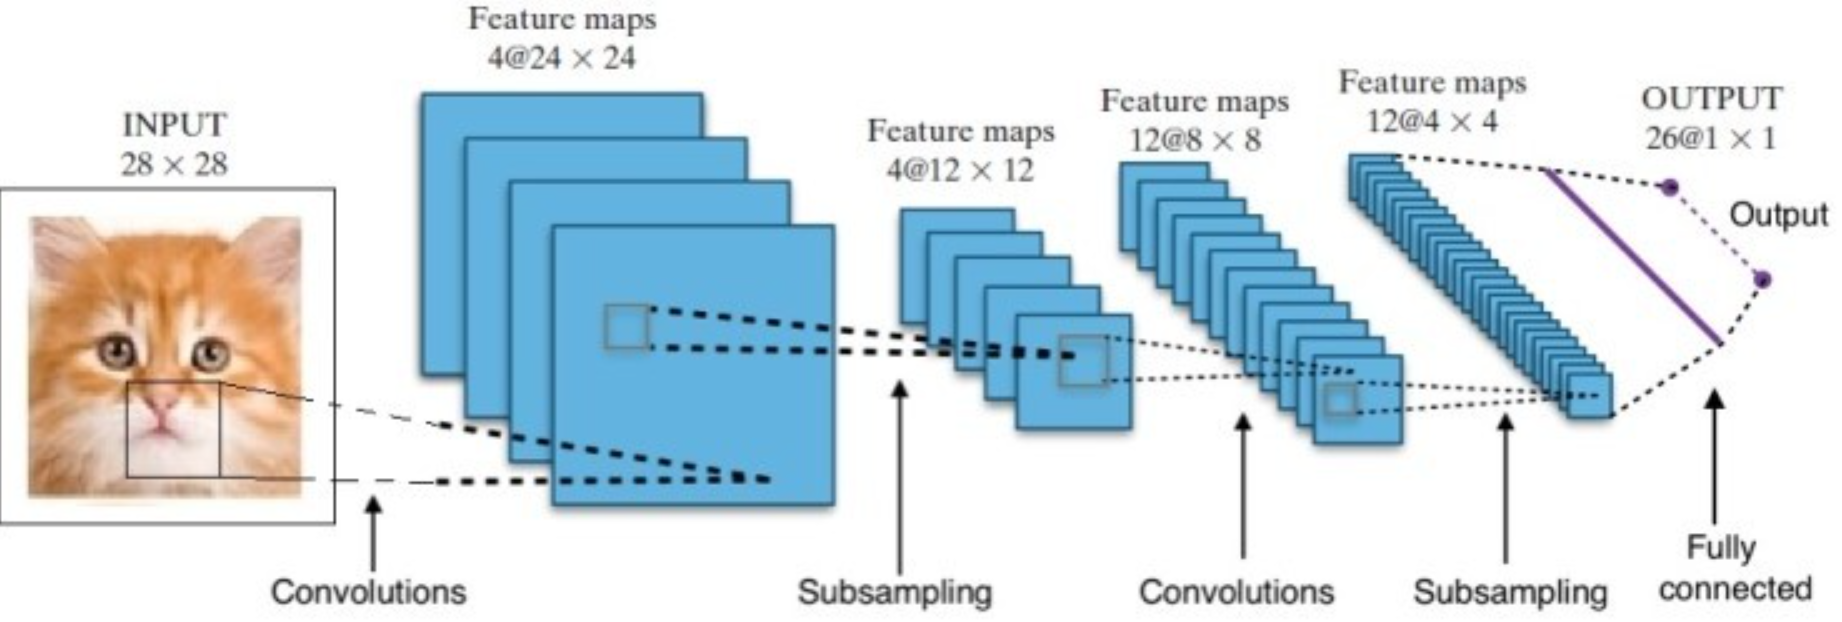 INPUT
28 × 28
Feature maps
4@24 × 24
Feature maps
4@12 × 12
Feature maps
12@8 × 8
Feature maps
12@4 × 4
OUTPUT
26@1 × 1
Output
Convolutions
Subsampling
Convolutions
Subsampling
Fully
connected